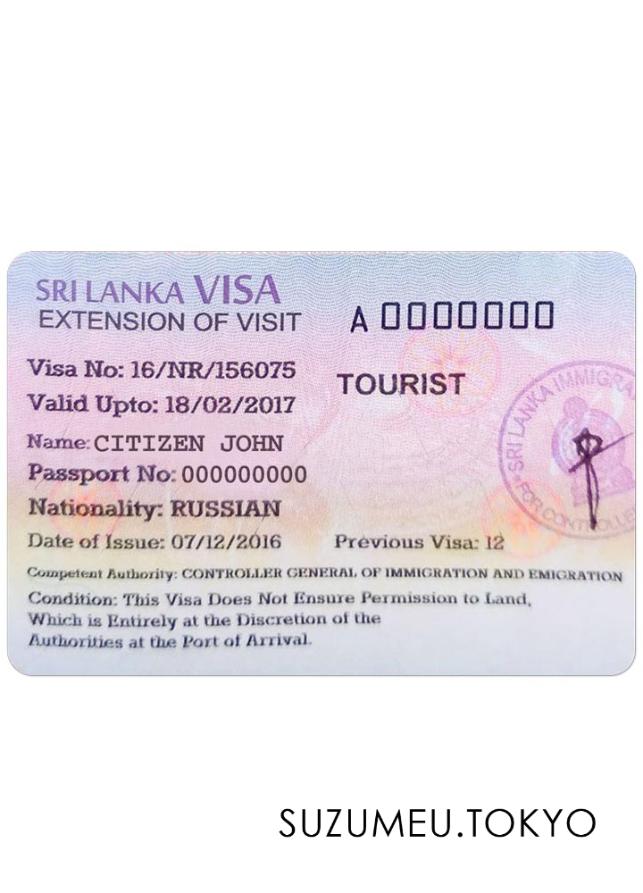 SRI LANKA VISA
EXTENSION OF VISIT
A 0000000
Visa No: 16/NR/156075
TOURIST
Valid Upto: 18/02/2017
Name: CITIZEN JOHN
Passport No: 000000000
Nationality: RUSSIAN
Date of Issue: 07/12/2016 Previous Visa: 12
Competent Authority: CONTROLLER GENERAL OF IMMIGRATION AND EMIGRATION
Condition: This Visa Does Not Ensure Permission to Land,
Which is Entirely at the Discretion of the
Authorities at the Port of Arrival.
SRI LANKA IMMIGRA
FOR CONTROLLE
SUZUMEU.TOKYO